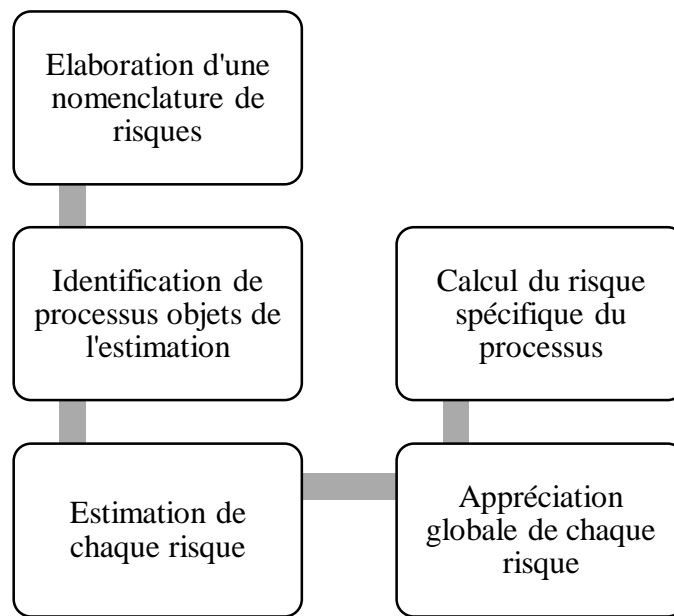 Elaboration d'une
nomenclature de
risques
Identification de
processus objets de
l'estimation
Estimation de
chaque risque
Appréciation
globale de chaque
risque
Calcul du risque
spécifique du
processus